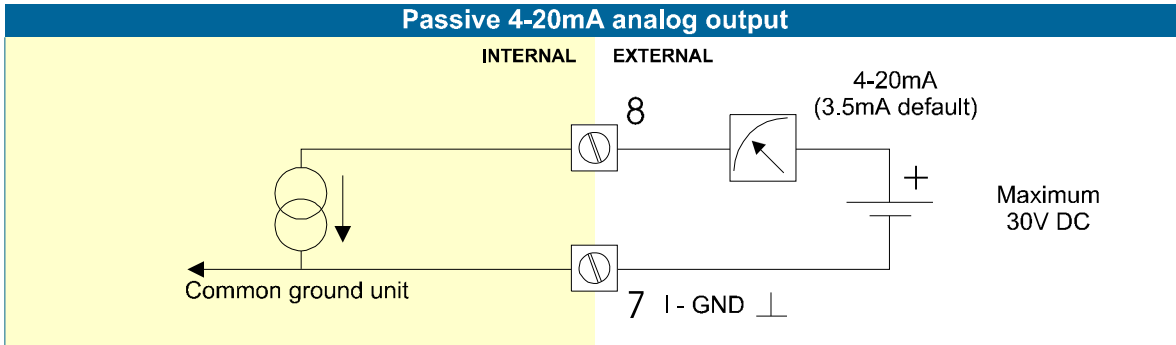 Passive 4-20mA analog output
INTERNAL EXTERNAL
4-20mA
(3.5mA default)
8
+
Maximum
30V DC
Common ground unit
7 I - GND